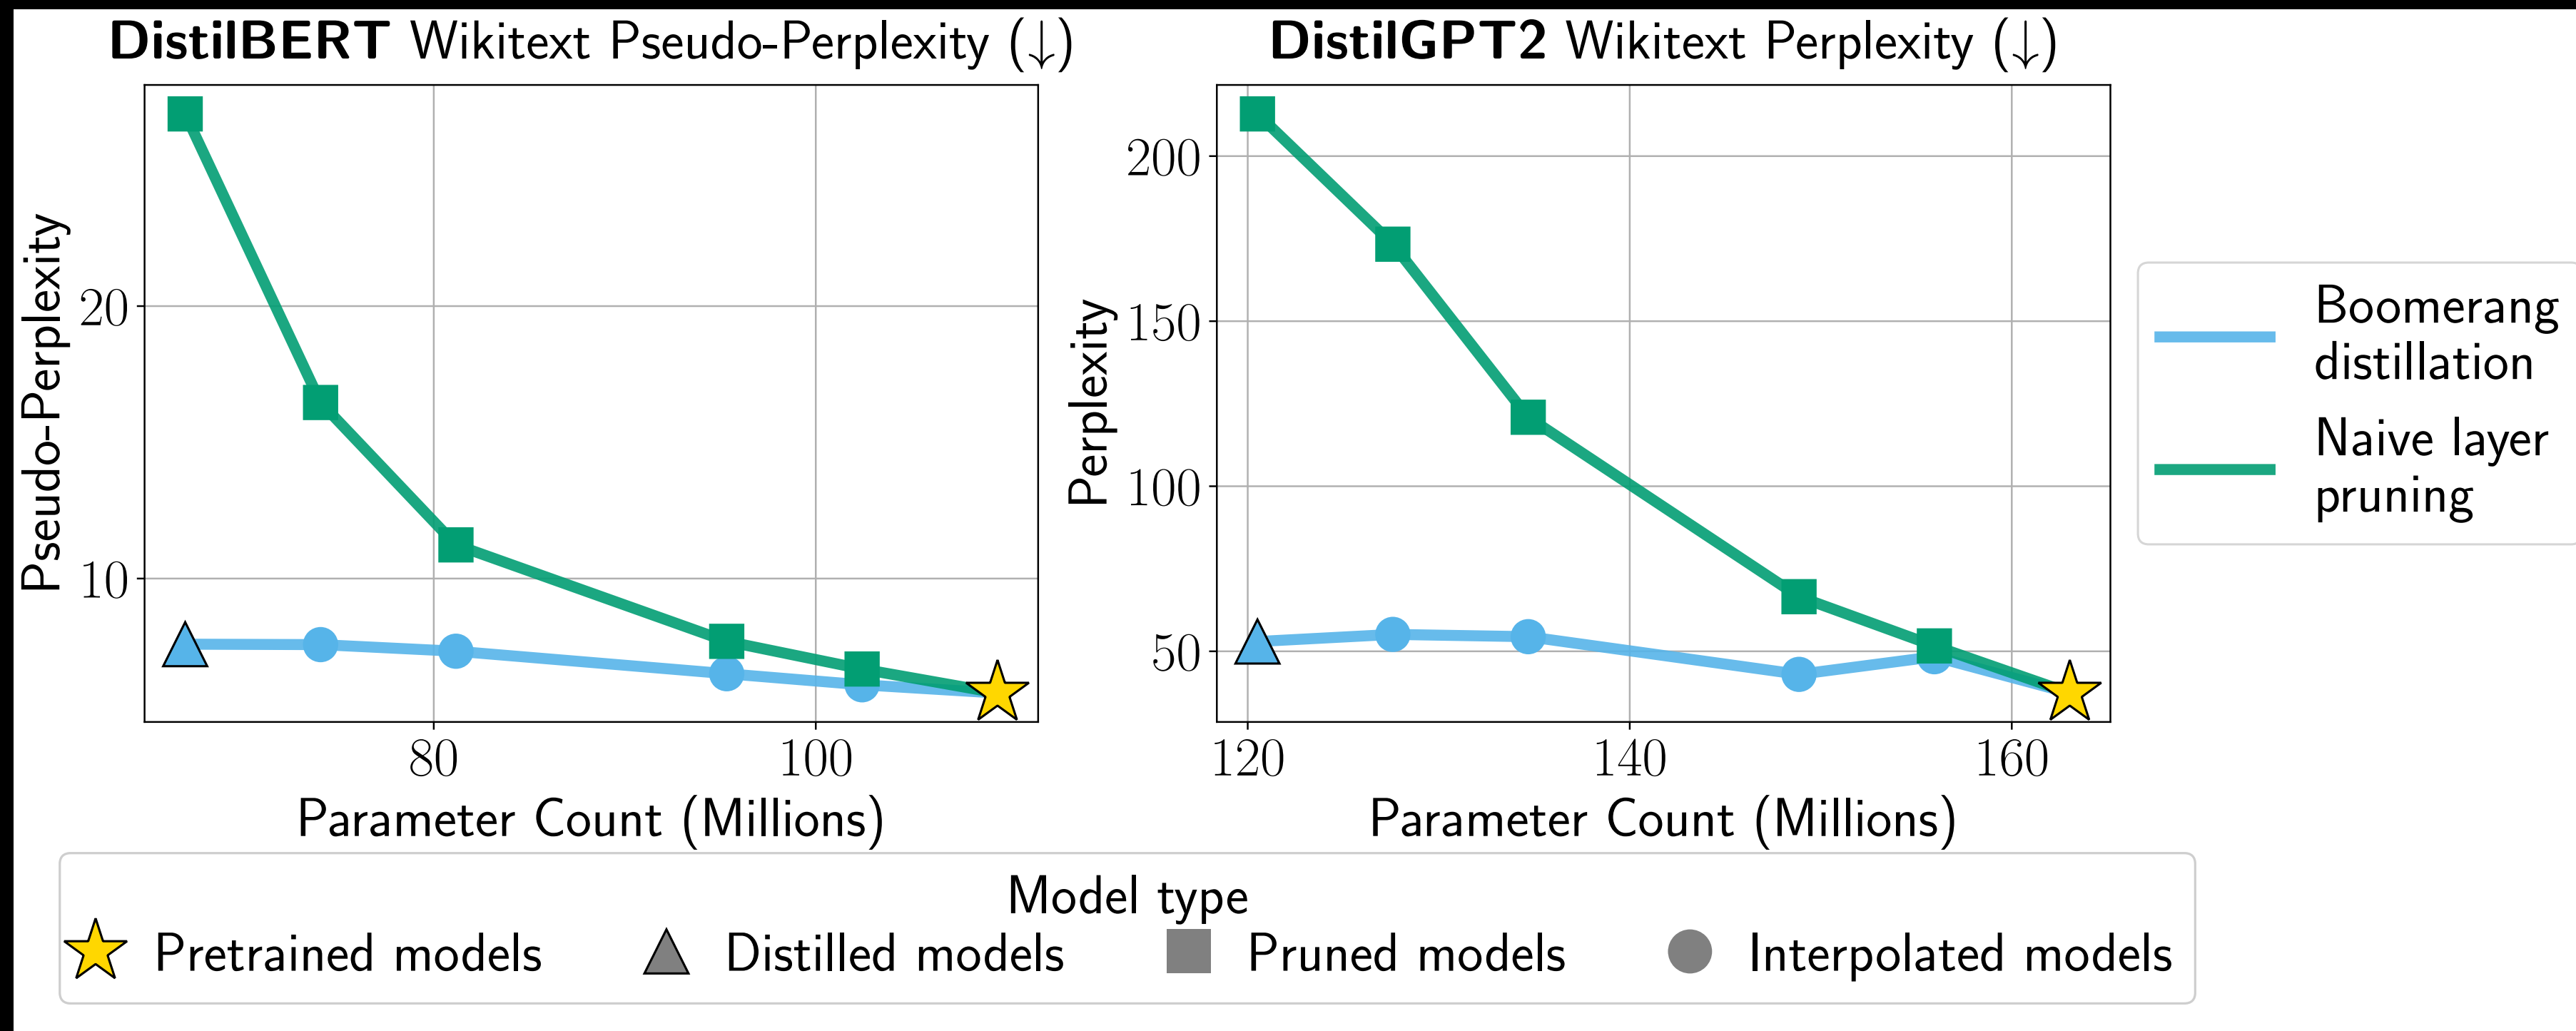 DistilBERT Wikitext Pseudo-Perplexity (↓)
Pseudo-Perplexity
20
10
80
100
Parameter Count (Millions)
DistilGPT2 Wikitext Perplexity (↓)
Perplexity
200
150
100
50
120
140
160
Parameter Count (Millions)
Boomerang
distillation
Naive layer
pruning
Model type
Pretrained models
Distilled models
Pruned models
Interpolated models